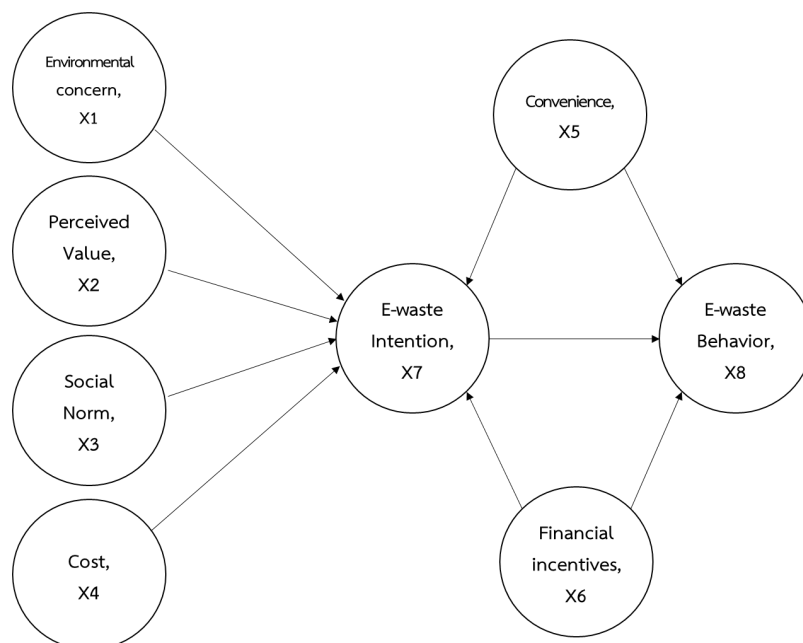 Environmental
concern,
X1
Perceived
Value,
X2
Social
Norm,
X3
Cost,
X4
Convenience,
X5
E-waste
Intention,
X7
E-waste
Behavior,
X8
Financial
incentives,
X6